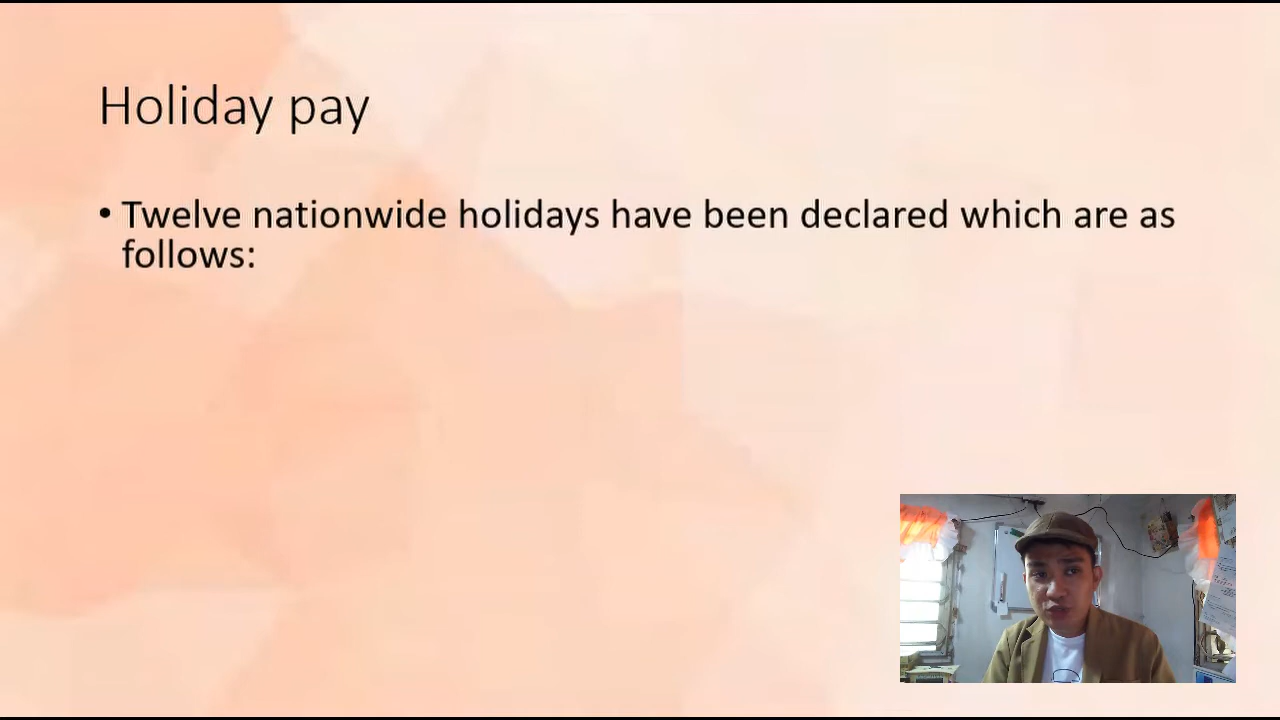 Holiday pay
• Twelve nationwide holidays have been declared which are as
follows: